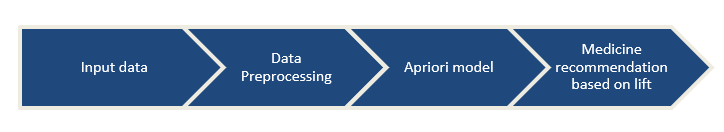 Input data
Data
Preprocessing
Apriori model
Medicine
recommendation
based on lift